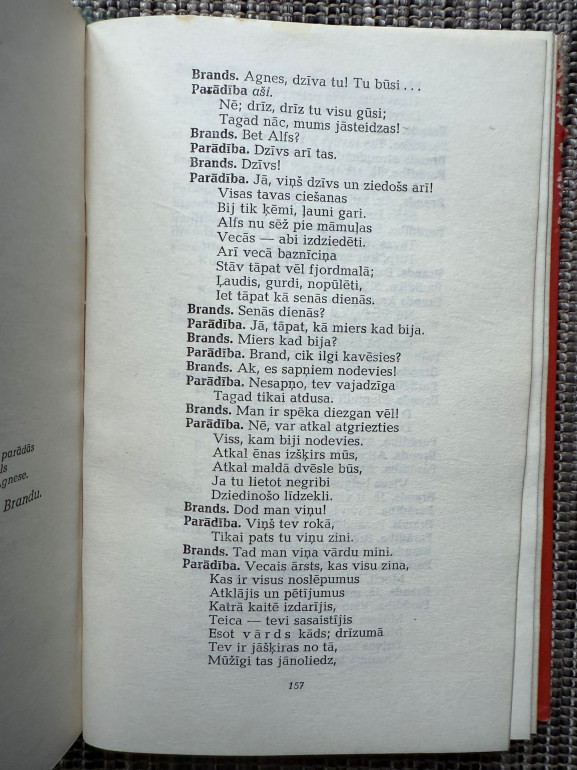 parādās
ls
gnese.
Brandu.
Brands. Agnes, dzīva tu! Tu būsi . . .
Parādība aši.
Nē; drīz, drīz tu visu gūsi;
Tagad nāc, mums jāsteidzas!
Brands. Bet Alfs?
Parādība. Dzīvs arī tas.
Brands. Dzīvs!
Parādība. Jā, viņš dzīvs un ziedošs arī!
Visas tavas ciešanas
Bij tik ķēmi, ļauni gari.
Alfs nu sēž pie māmuļas
Vecās — abi izdziedēti.
Arī vecā baznīciņa
Stāv tāpat vēl fjordmalā;
Ļaudis, gurdi, nopūlēti,
Iet tāpat kā senās dienās.
Brands. Senās dienās?
Parādība. Jā, tāpat, kā miers kad bija.
Brands. Miers kad bija?
Parādība. Brand, cik ilgi kavēsies?
Brands. Ak, es sapņiem nodevies!
Parādība. Nesapņo, tev vajadzīga
Tagad tikai atdusa.
Brands. Man ir spēka diezgan vēl!
Parādība. Nē, var atkal atgriezties
Viss, kam biji nodevies.
Atkal ēnas izšķirs mūs,
Atkal maldā dvēsle būs,
Ja tu lietot negribi
Dziedinošo līdzekli.
Brands. Dod man viņu!
Parādība. Viņš tev rokā,
Tikai pats tu viņu zini.
Brands. Tad man viņa vārdu mini.
Parādība. Vecais ārsts, kas visu zina,
Kas ir visus noslēpumus
Atklājis un pētījumus
Katrā kaitē izdarījis,
Teica — tevi sasaistījis
Esot vārds kāds; drīzumā
Tev ir jāšķiras no tā,
Mūžīgi tas jānoliedz,
157